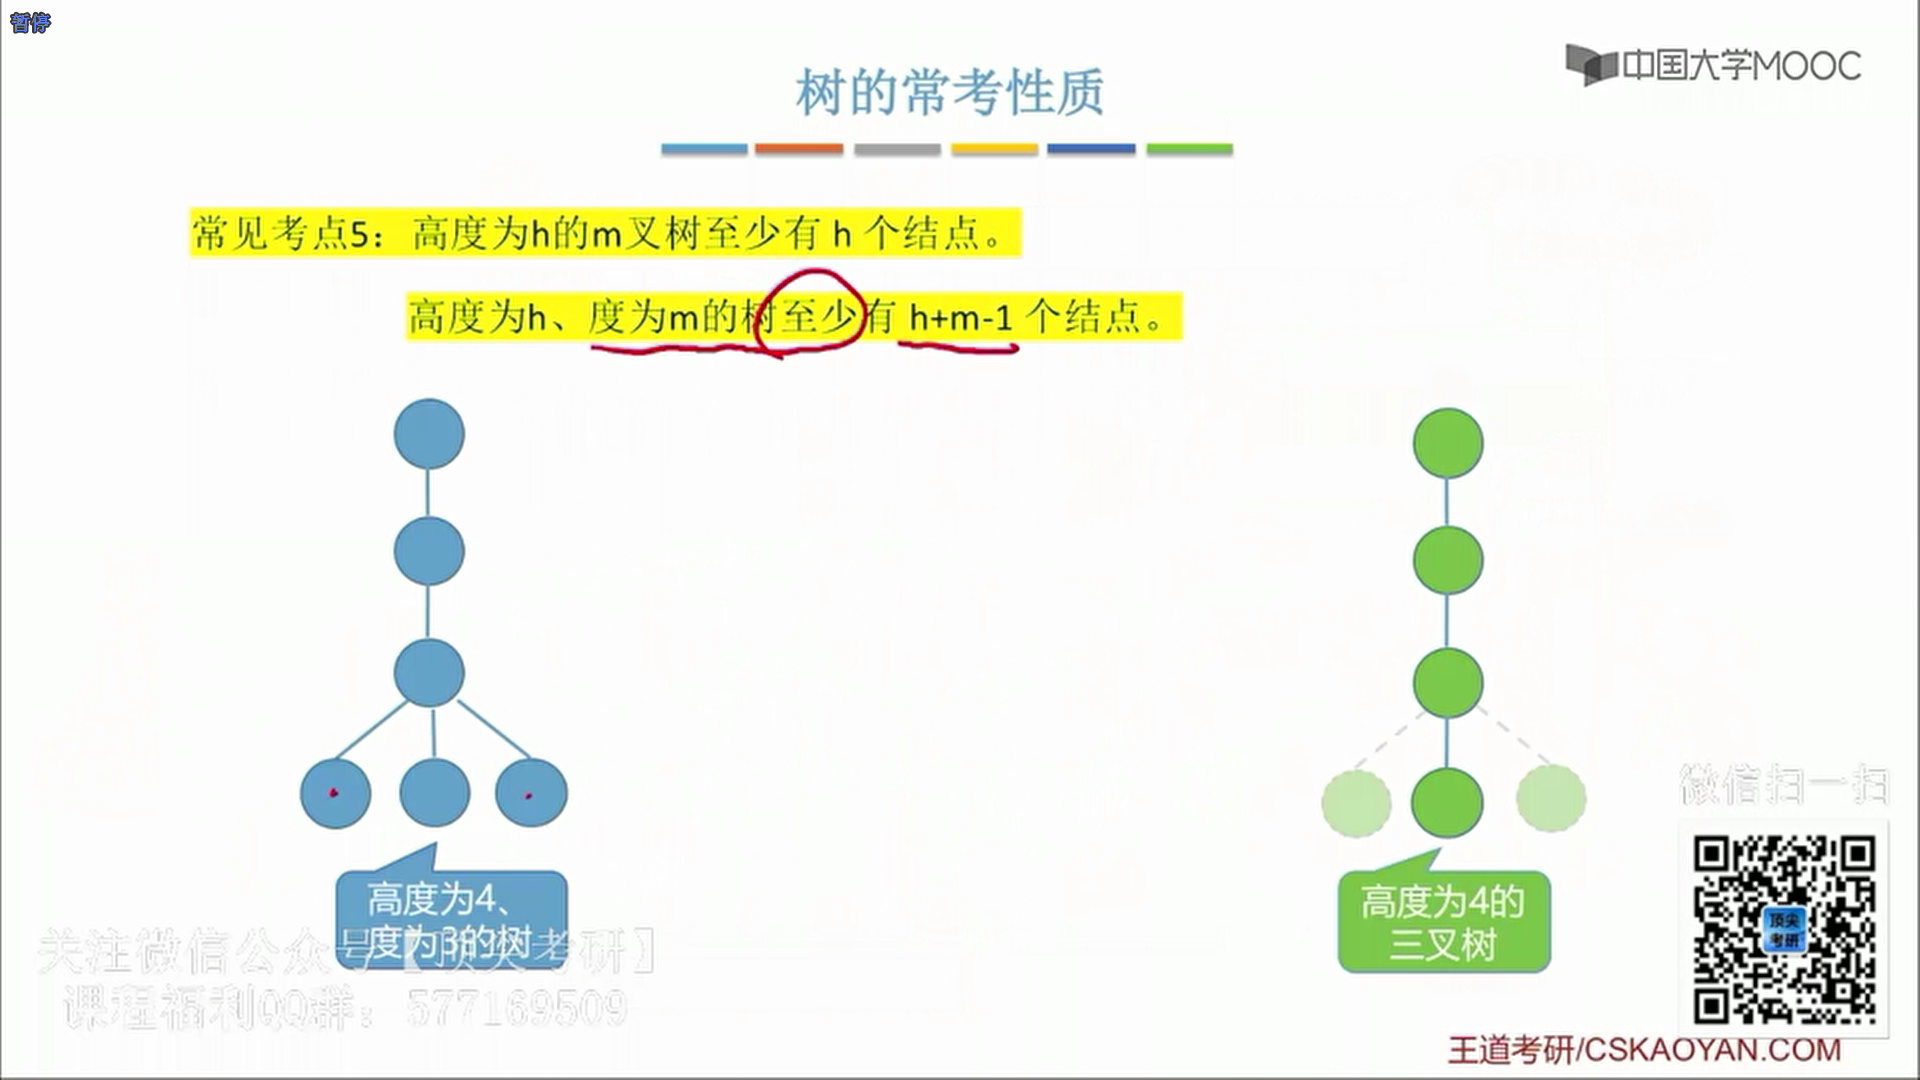 暂停
中国大学MOOC
树的常考性质
常见考点5：高度为h的m叉树至少有 h 个结点。
高度为h、度为m的树至少有 h+m-1 个结点。
高度为4、
度为3的树
高度为4的
三叉树
微信扫一扫
顶尖
考研
关注微信公众号【顶尖考研】
课程福利QQ群：577169509
王道考研/CSKAOYAN.COM